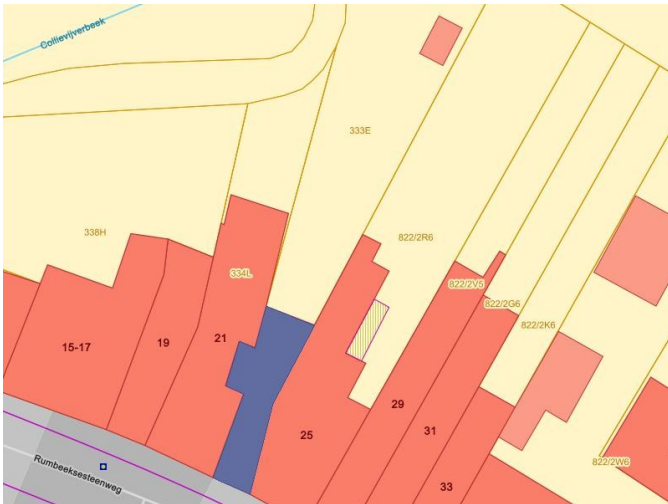 Collievijverbeek
333E
338H
822/2R6
334L
822/2V5
822/2G6
822/2K6
15-17
19
21
25
29
31
33
822/2W6
Rumbeeksesteenweg